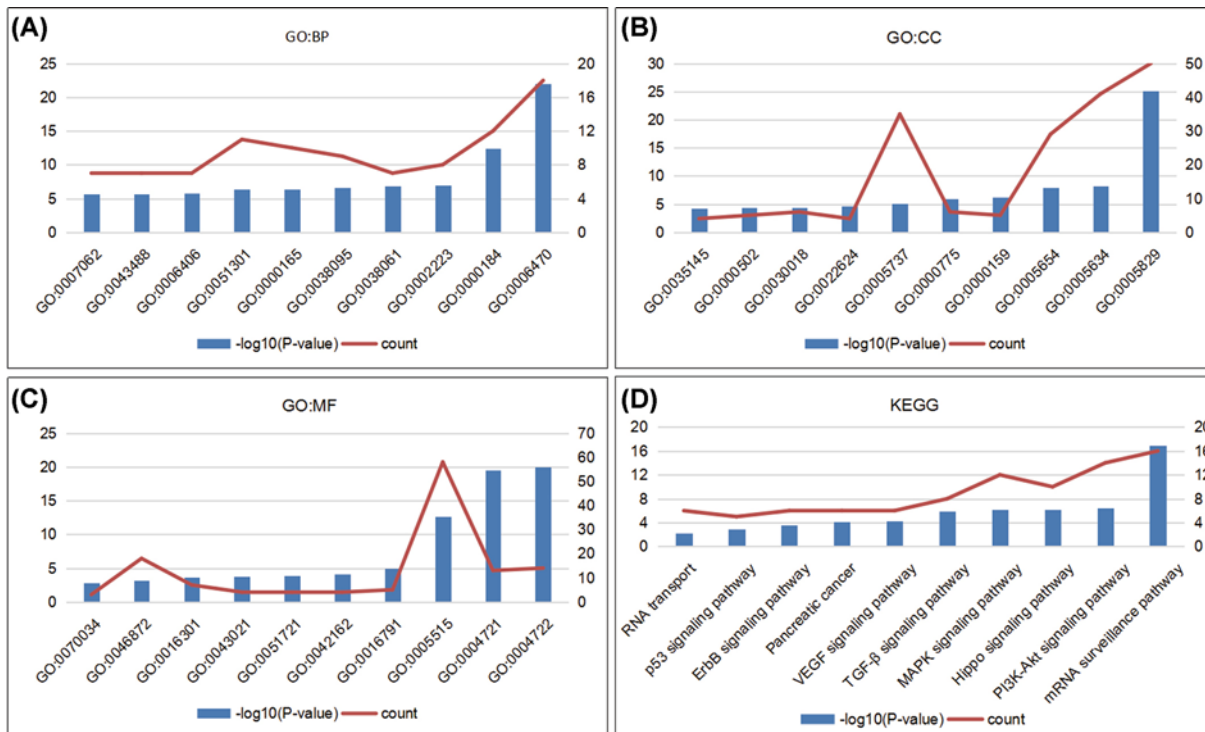 (A)
GO:BP
25 20
20 16
15 12
10 8
5 4
0 0
GO:0007062 GO:0043488 GO:0006406 GO:0051301 GO:0000165 GO:0038095 GO:0038061 GO:0002223 GO:0000184 GO:0006470
-log10(P-value) count
(B)
GO:CC
30 50
25 40
20 30
15 20
10 10
5 0
0
GO:0035145 GO:0000502 GO:0030018 GO:0022624 GO:0005737 GO:000775 GO:0000159 GO:0005654 GO:0005634 GO:0005829
-log10(P-value) count
(C)
GO:MF
25 70
20 60
15 50
10 40
5 30
0 20
10
0
GO:0070034 GO:0046872 GO:0016301 GO:0043021 GO:0051721 GO:0042162 GO:0016791 GO:0005515 GO:0004721 GO:0004722
-log10(P-value) count
(D)
KEGG
20 20
16 16
12 12
8 8
4 4
0 0
RNA transport
p53 signaling pathway
ErbB signaling pathway
Pancreatic cancer
VEGF signaling pathway
TGF-β signaling pathway
MAPK signaling pathway
Hippo signaling pathway
PI3K-Akt signaling pathway
mRNA surveillance pathway
-log10(P-value) count